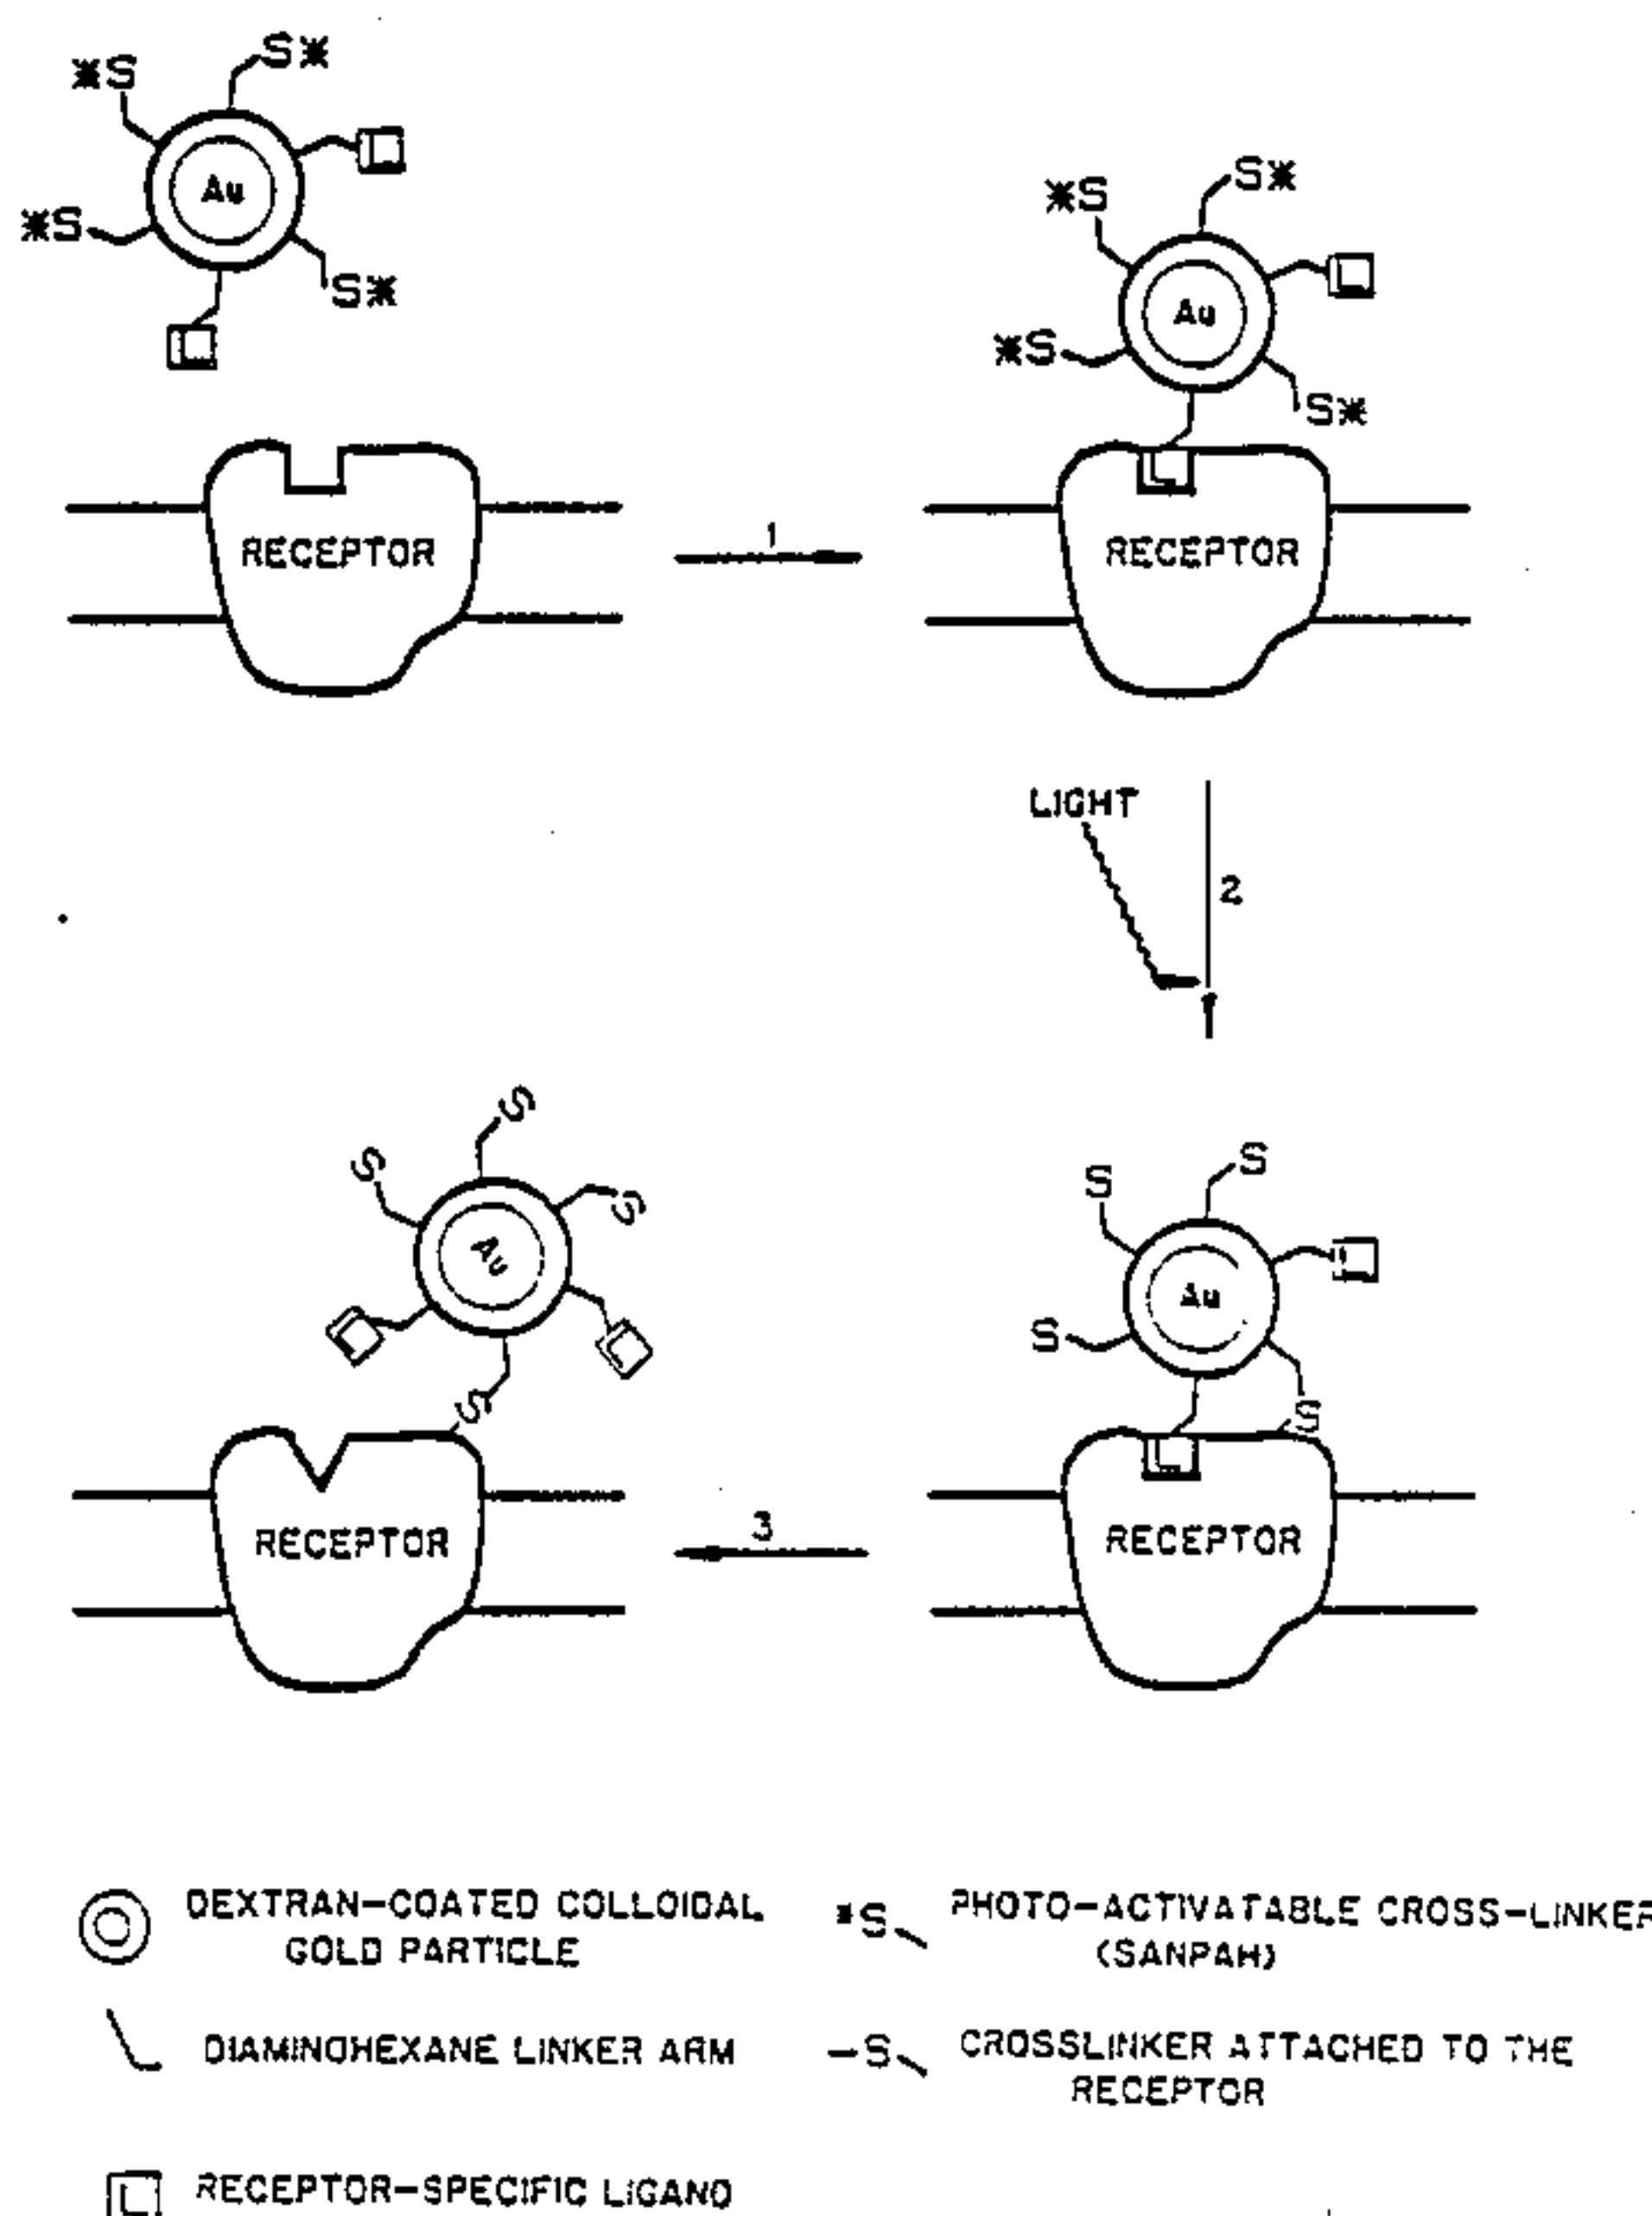 *S
S*
Au
*S
S*
*S
S*
Au
*S
S*
RECEPTOR
1
RECEPTOR
LIGHT
2
S
S
S
Au
S
S
S
Au
S
S
RECEPTOR
3
RECEPTOR
DEXTRAN-COATED COLLOIDAL
GOLD PARTICLE
*S
PHOTO-ACTIVATABLE CROSS-LINKER
(SANPAH)
DIAMINOHEXANE LINKER ARM
-S
CROSSLINKER ATTACHED TO THE
RECEPTOR
RECEPTOR-SPECIFIC LIGAND